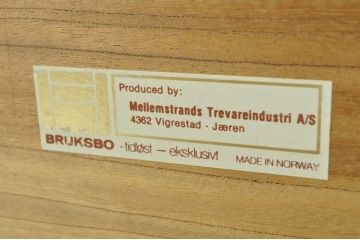 Produced by:
Mellemstrands Trevareindustri A/S
4362 Vigrestad - Jæren
BRUKSBO - tidløst — eksklusivt MADE IN NORWAY